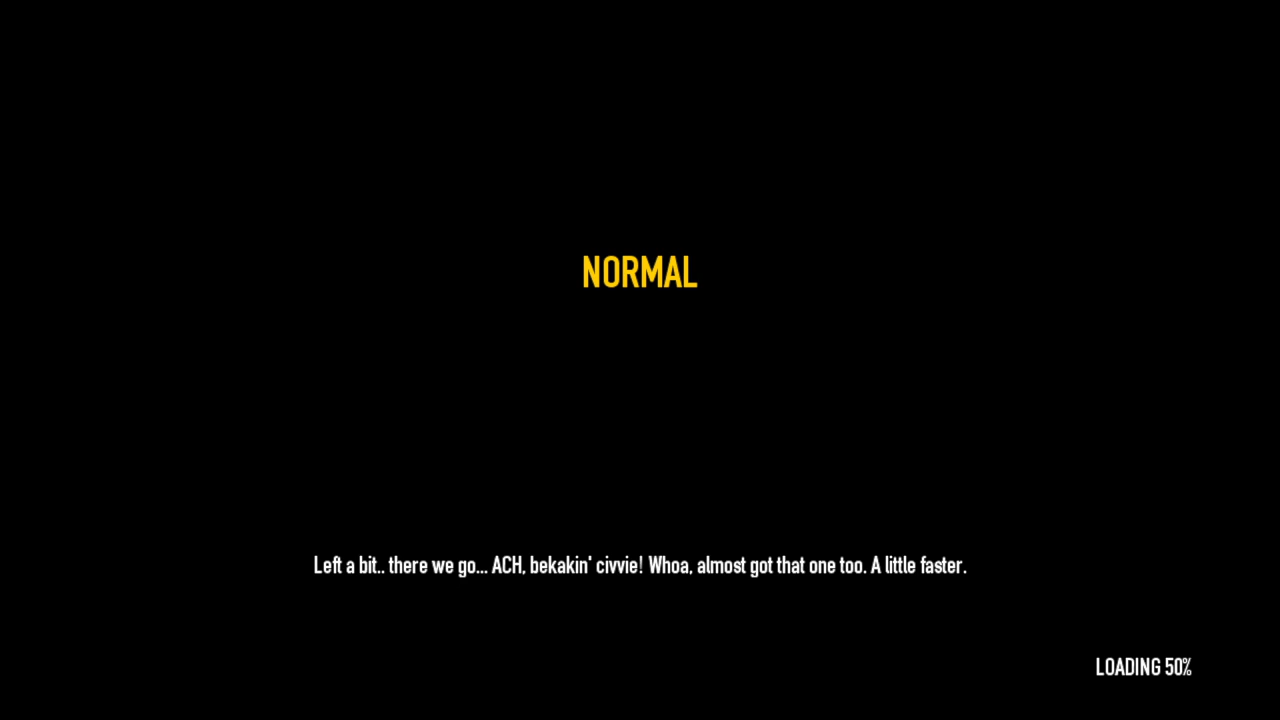 NORMAL
Left a bit.. there we go... ACH, bekakin' civvie! Whoa, almost got that one too. A little faster.
LOADING 50%